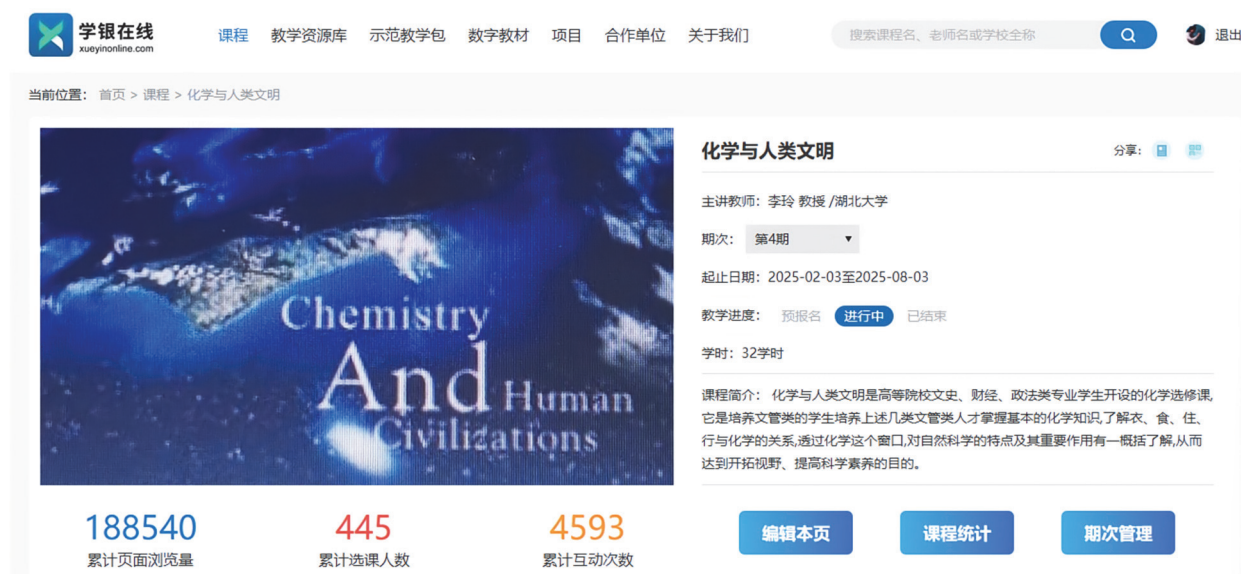 学银在线
xueyinonline.com
课程 教学资源库 示范教学包 数字教材 项目 合作单位 关于我们
搜索课程名、老师名或学校全称
退出
当前位置： 首页 > 课程 > 化学与人类文明
Chemistry
And Human
Civilizations
化学与人类文明
分享：
主讲教师：李玲 教授 /湖北大学
期次： 第4期
起止日期：2025-02-03至2025-08-03
教学进度： 预报名 进行中 已结束
学时：32学时
课程简介： 化学与人类文明是高等院校文史、财经、政法类专业学生开设的化学选修课,
它是培养文管类的学生培养上述几类文管类人才掌握基本的化学知识,了解衣、食、住、
行与化学的关系,透过化学这个窗口,对自然科学的特点及其重要作用有一概括了解,从而
达到开拓视野、提高科学素养的目的。
188540
累计页面浏览量
445
累计选课人数
4593
累计互动次数
编辑本页 课程统计 期次管理